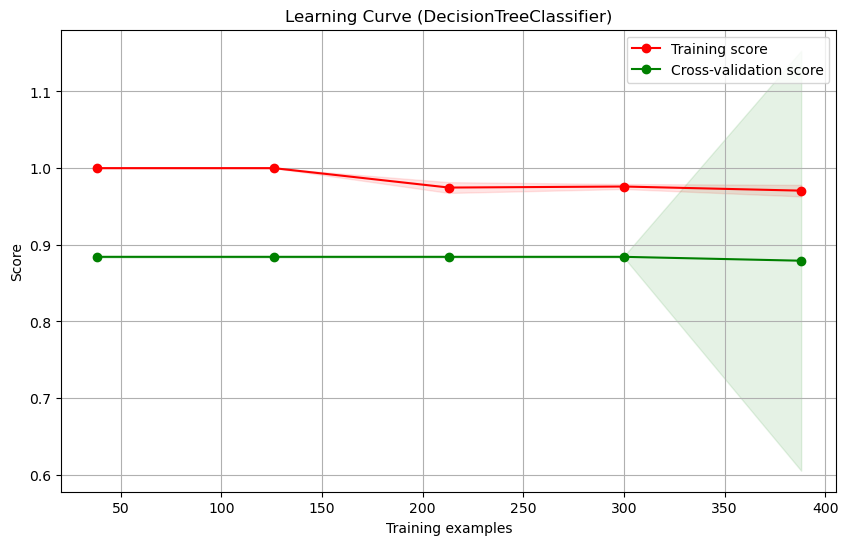 Learning Curve (DecisionTreeClassifier)
Training score
Cross-validation score
1.1
1.0
0.9
0.8
0.7
0.6
Score
50
100
150
200
250
300
350
400
Training examples